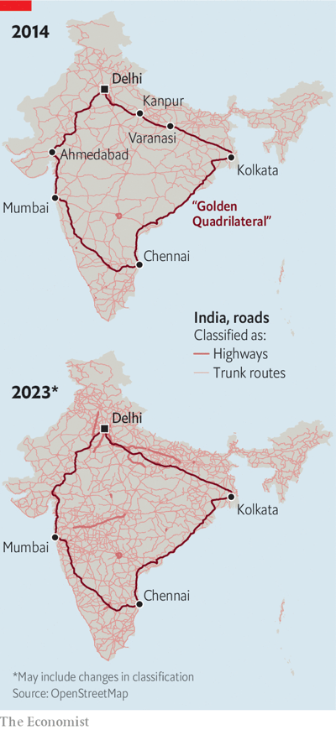 2014
Delhi
Kanpur
Varanasi
Ahmedabad
Kolkata
Mumbai
“Golden
Quadrilateral”
Chennai
India, roads
Classified as:
Highways
Trunk routes
2023*
Delhi
Kolkata
Mumbai
Chennai
*May include changes in classification
Source: OpenStreetMap
The Economist